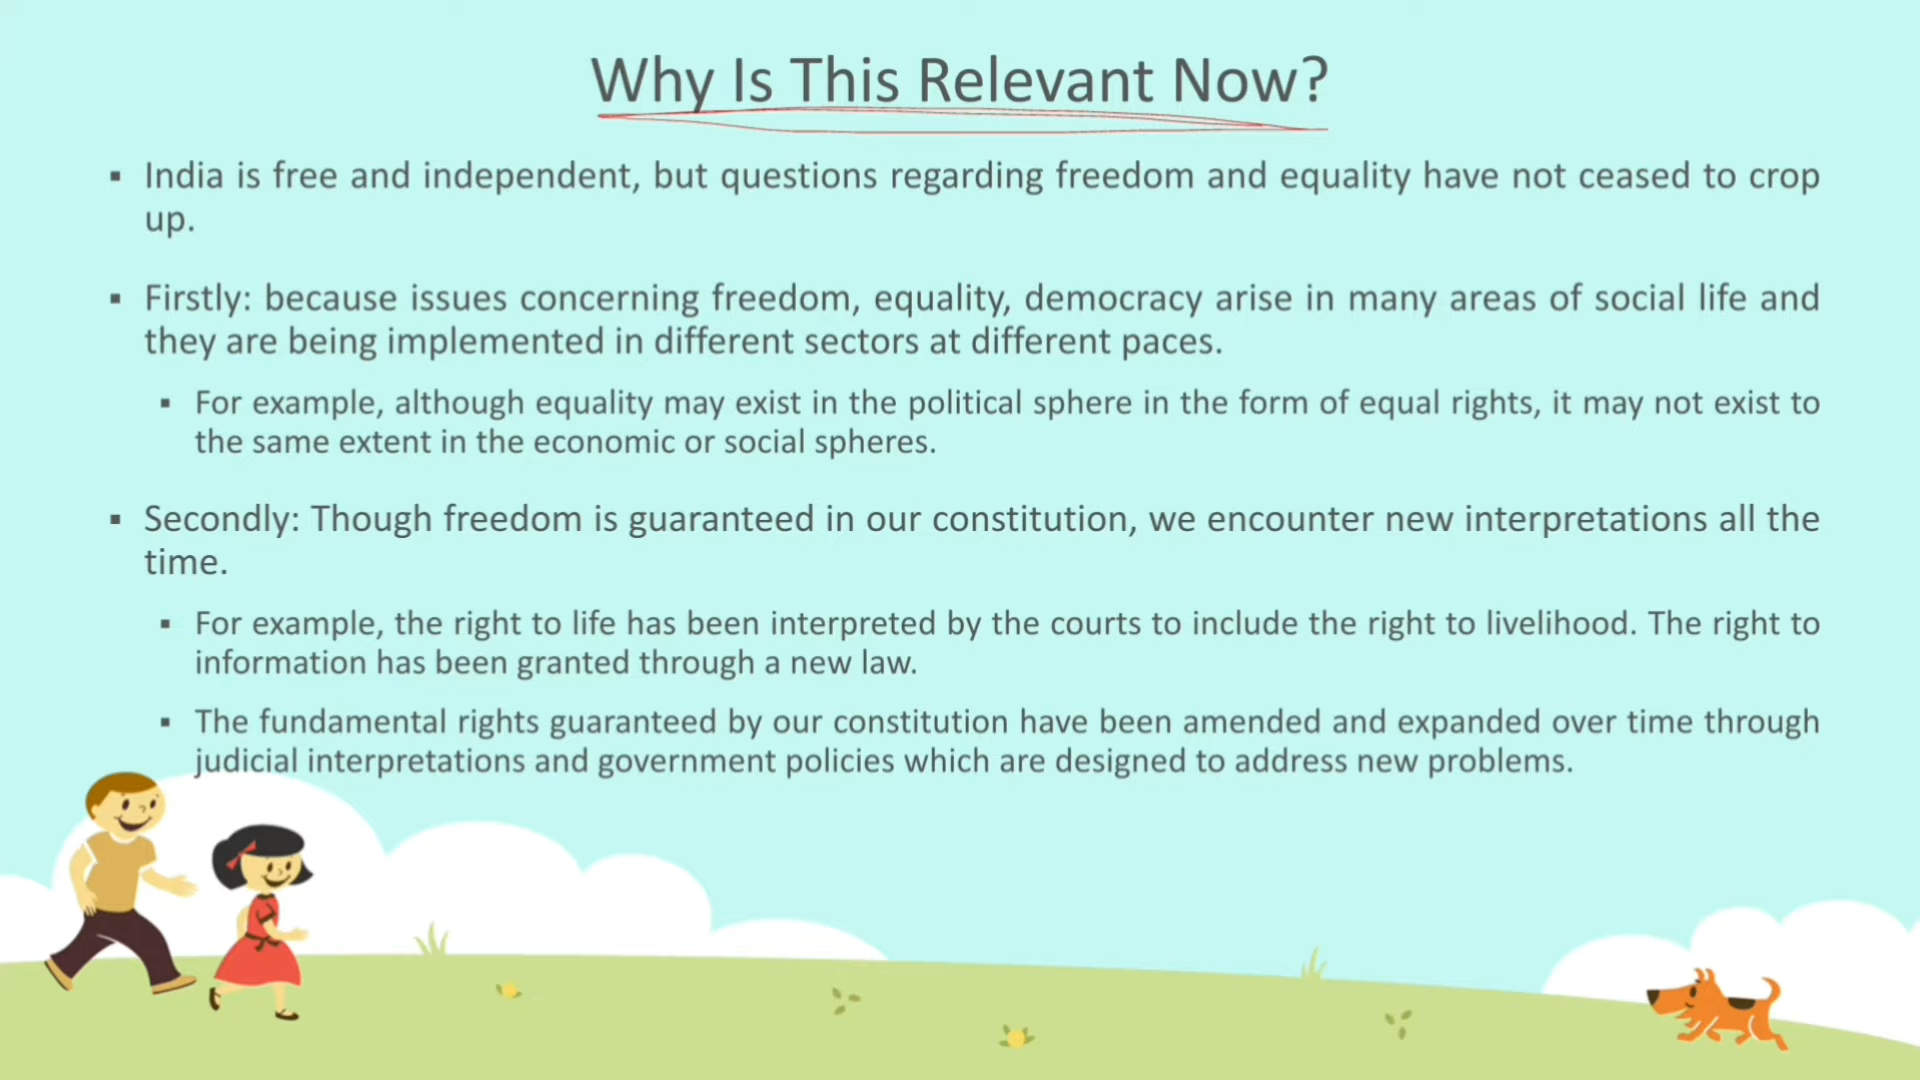 Why Is This Relevant Now?
▪ India is free and independent, but questions regarding freedom and equality have not ceased to crop
up.
▪ Firstly: because issues concerning freedom, equality, democracy arise in many areas of social life and
they are being implemented in different sectors at different paces.
▪ For example, although equality may exist in the political sphere in the form of equal rights, it may not exist to
the same extent in the economic or social spheres.
▪ Secondly: Though freedom is guaranteed in our constitution, we encounter new interpretations all the
time.
▪ For example, the right to life has been interpreted by the courts to include the right to livelihood. The right to
information has been granted through a new law.
▪ The fundamental rights guaranteed by our constitution have been amended and expanded over time through
judicial interpretations and government policies which are designed to address new problems.